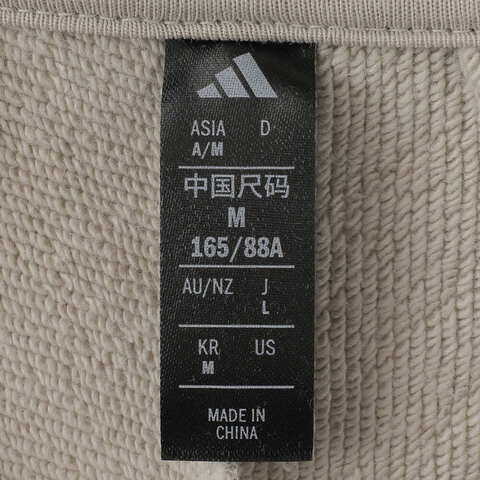 ASIA D
A/M
中国尺码
M
165/88A
AU/NZ J
L
KR US
M
MADE IN
CHINA